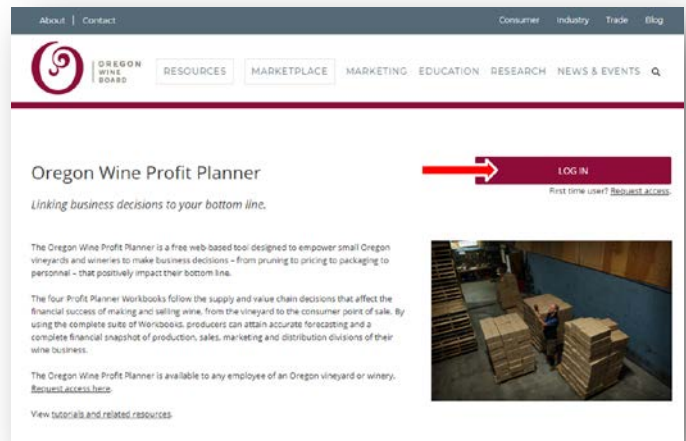 About | Contact
Consumer Industry Trade Blog
OREGON
WINE
BOARD
RESOURCES MARKETPLACE MARKETING EDUCATION RESEARCH NEWS & EVENTS
Oregon Wine Profit Planner
LOG IN
First time user? Request access.
Linking business decisions to your bottom line.
The Oregon Wine Profit Planner is a free web-based tool designed to empower small Oregon
vineyards and wineries to make business decisions – from pruning to pricing to packaging to
personnel – that positively impact their bottom line.
The four Profit Planner Workbooks follow the supply and value chain decisions that affect the
financial success of making and selling wine, from the vineyard to the consumer point of sale. By
using the complete suite of Workbooks, producers can attain accurate forecasting and a
complete financial snapshot of production, sales, marketing and distribution divisions of their
wine business.
The Oregon Wine Profit Planner is available to any employee of an Oregon vineyard or winery.
Request access here.
View tutorials and related resources.